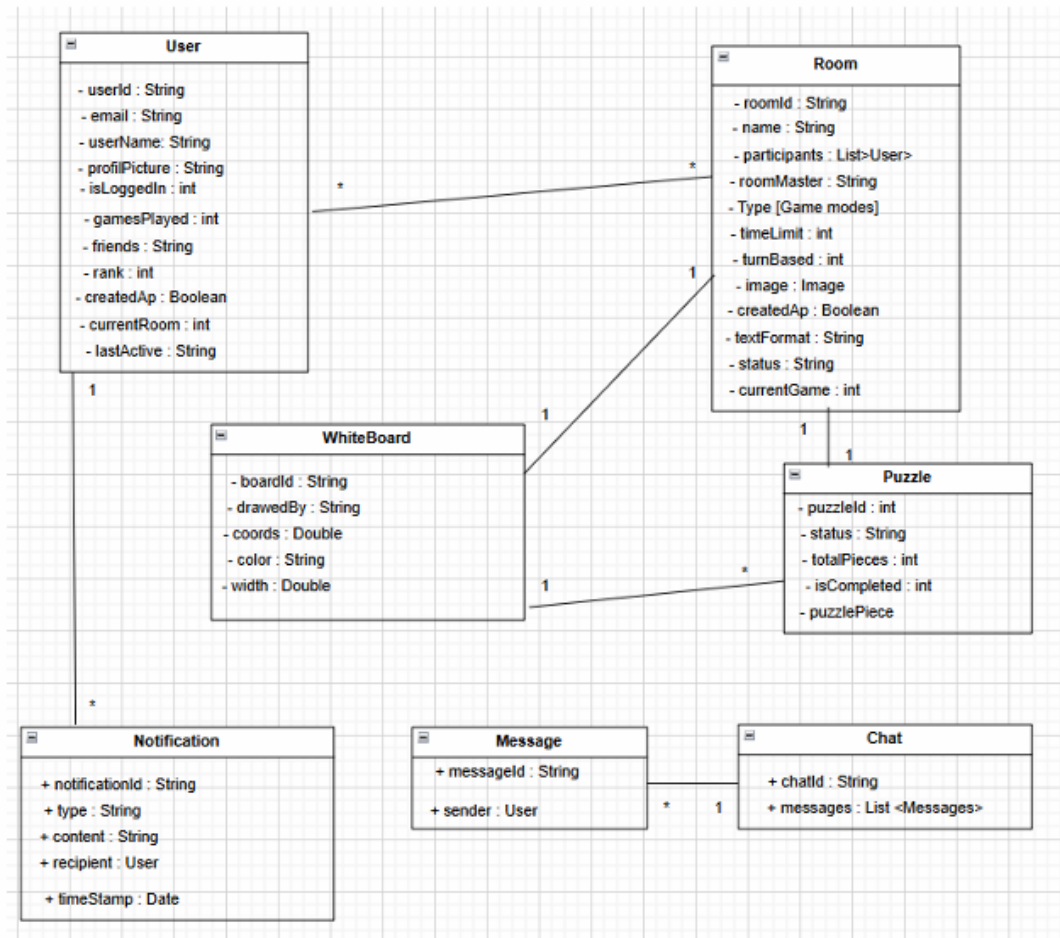 User
- userId : String
- email : String
- userName: String
- profilPicture : String
- isLoggedIn : int
- gamesPlayed : int
- friends : String
- rank : int
- createdAp : Boolean
- currentRoom : int
- lastActive : String
Room
- roomId : String
- name : String
- participants : List>User>
- roomMaster : String
- Type [Game modes]
- timeLimit : int
- turnBased : int
- image : Image
- createdAp : Boolean
- textFormat : String
- status : String
- currentGame : int
*
*
1
1
1
1
1
WhiteBoard
- boardId : String
- drawedBy : String
- coords : Double
- color : String
- width : Double
Puzzle
- puzzleId : int
- status : String
- totalPieces : int
- isCompleted : int
- puzzlePiece
1
*
*
Notification
+ notificationId : String
+ type : String
+ content : String
+ recipient : User
+ timeStamp : Date
Message
+ messageId : String
+ sender : User
*
1
Chat
+ chatId : String
+ messages : List <Messages>